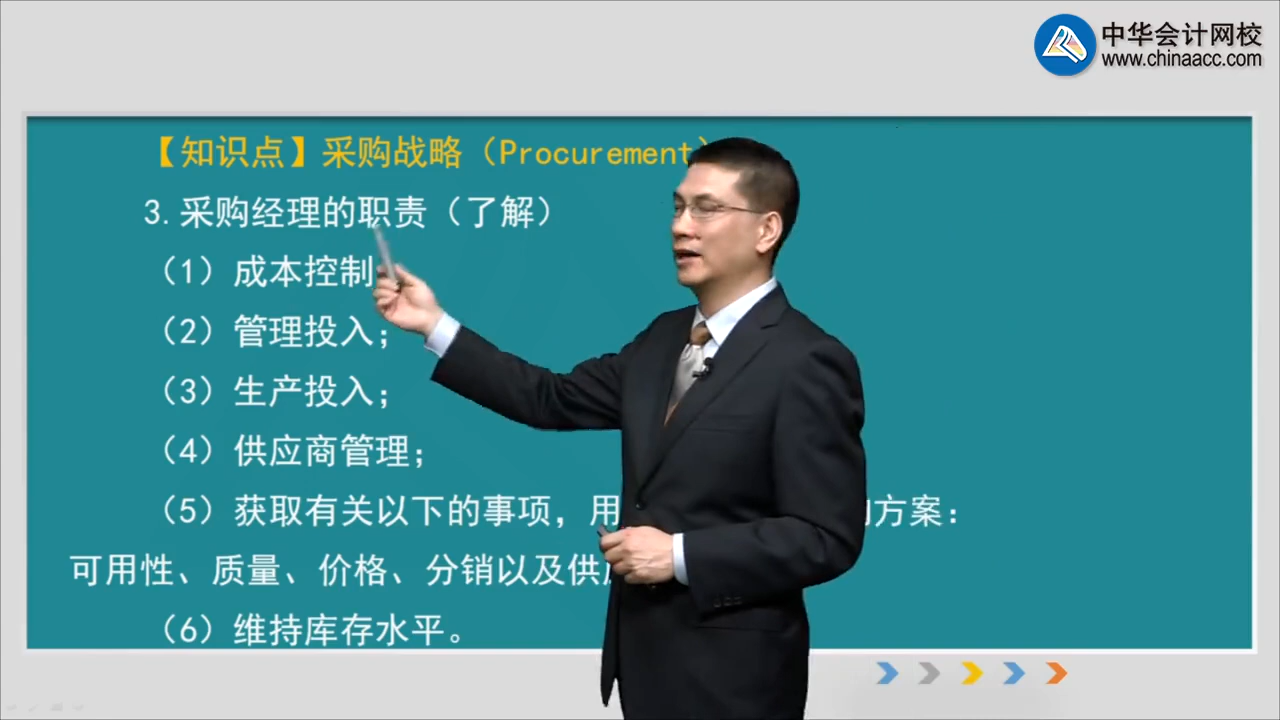 中华会计网校
www.chinaacc.com
【知识点】采购战略（Procurement）
3.采购经理的职责（了解）
（1）成本控制
（2）管理投入；
（3）生产投入；
（4）供应商管理；
（5）获取有关以下的事项，用 方案：
可用性、质量、价格、分销以及供
（6）维持库存水平。